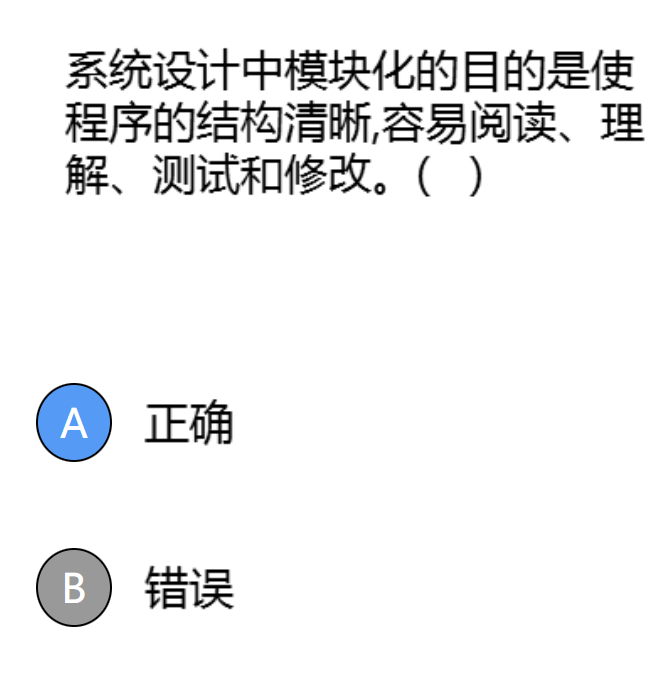 系统设计中模块化的目的是使
程序的结构清晰,容易阅读、理
解、测试和修改。(  )
A 正确
B 错误